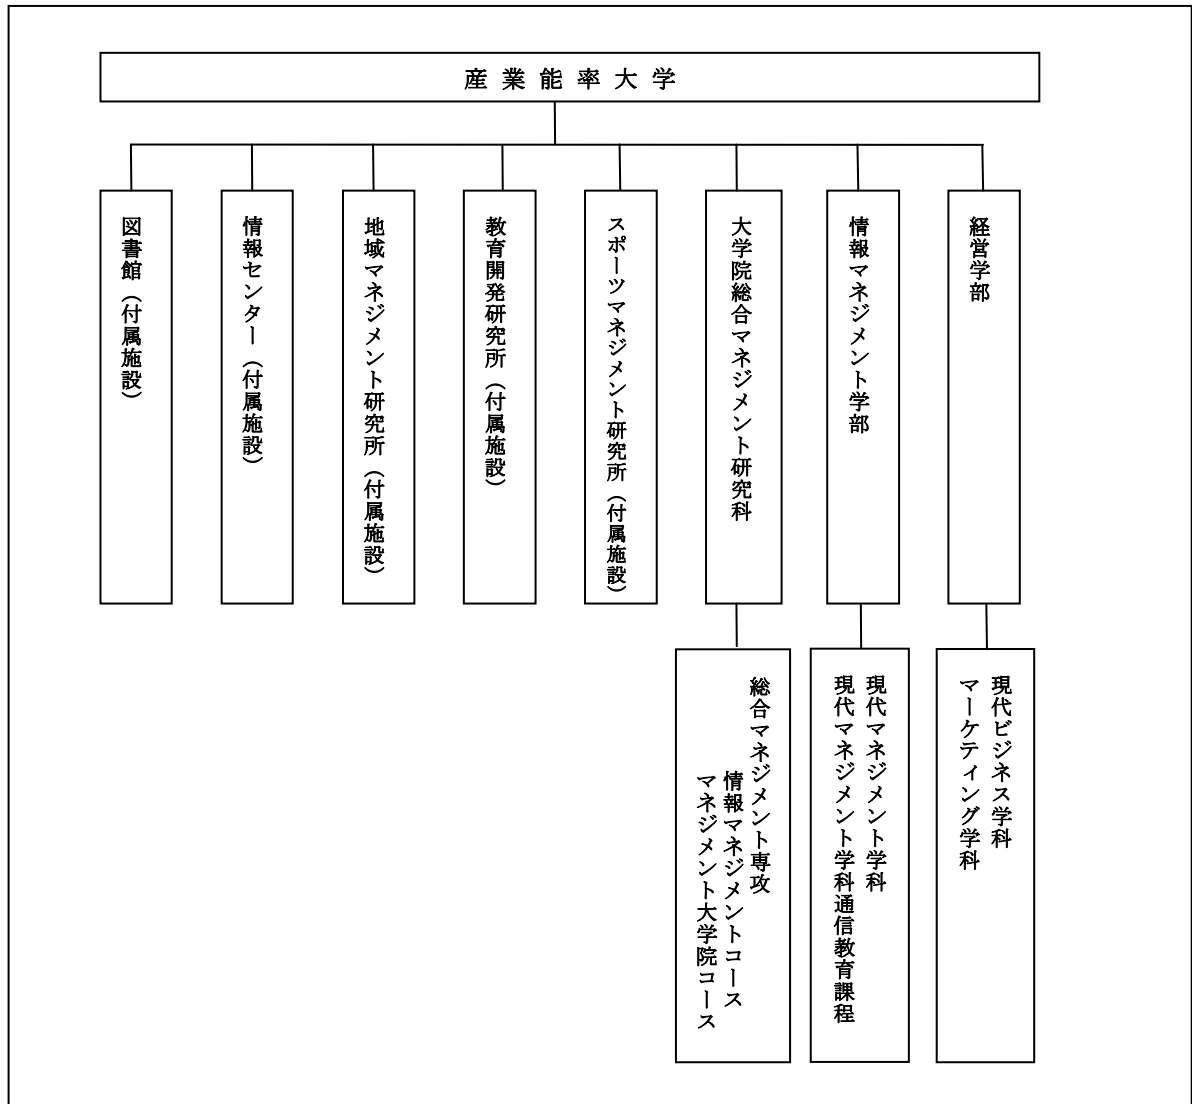 産業能率大学
経営学部
情報マネジメント学部
大学院総合マネジメント研究科
スポーツマネジメント研究所（付属施設）
教育開発研究所（付属施設）
地域マネジメント研究所（付属施設）
情報センター（付属施設）
図書館（付属施設）
現代ビジネス学科
マーケティング学科
現代マネジメント学科
現代マネジメント学科通信教育課程
総合マネジメント専攻
情報マネジメントコース
マネジメント大学院コース